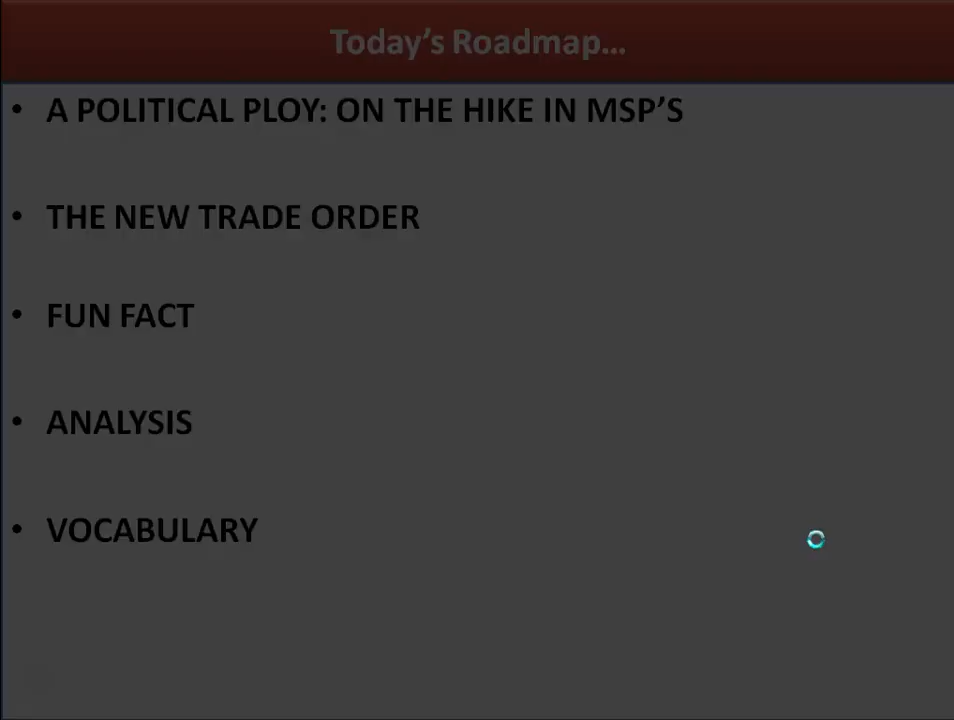 Today’s Roadmap...
• A POLITICAL PLOY: ON THE HIKE IN MSP’S
• THE NEW TRADE ORDER
• FUN FACT
• ANALYSIS
• VOCABULARY